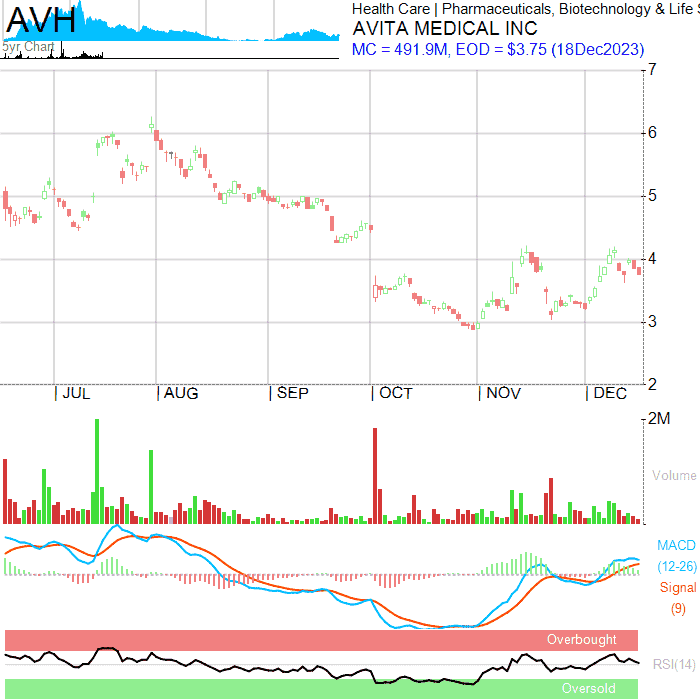 AVH
5yr Chart
Health Care | Pharmaceuticals, Biotechnology & Life S
AVITA MEDICAL INC
MC = 491.9M, EOD = $3.75 (18Dec2023)
7
6
5
4
3
2
| JUL | AUG | SEP | OCT | NOV | DEC
2M
Volume
MACD
(12-26)
Signal
(9)
Overbought
RSI(14)
Oversold